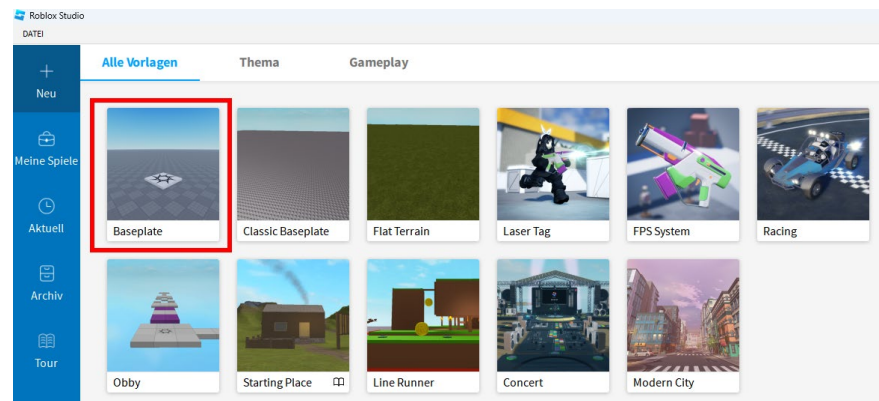 Roblox Studio
DATEI
Alle Vorlagen Thema Gameplay
Neu
Meine Spiele
Aktuell
Archiv
Tour
Baseplate Classic Baseplate Flat Terrain Laser Tag FPS System Racing
Obby Starting Place Line Runner Concert Modern City